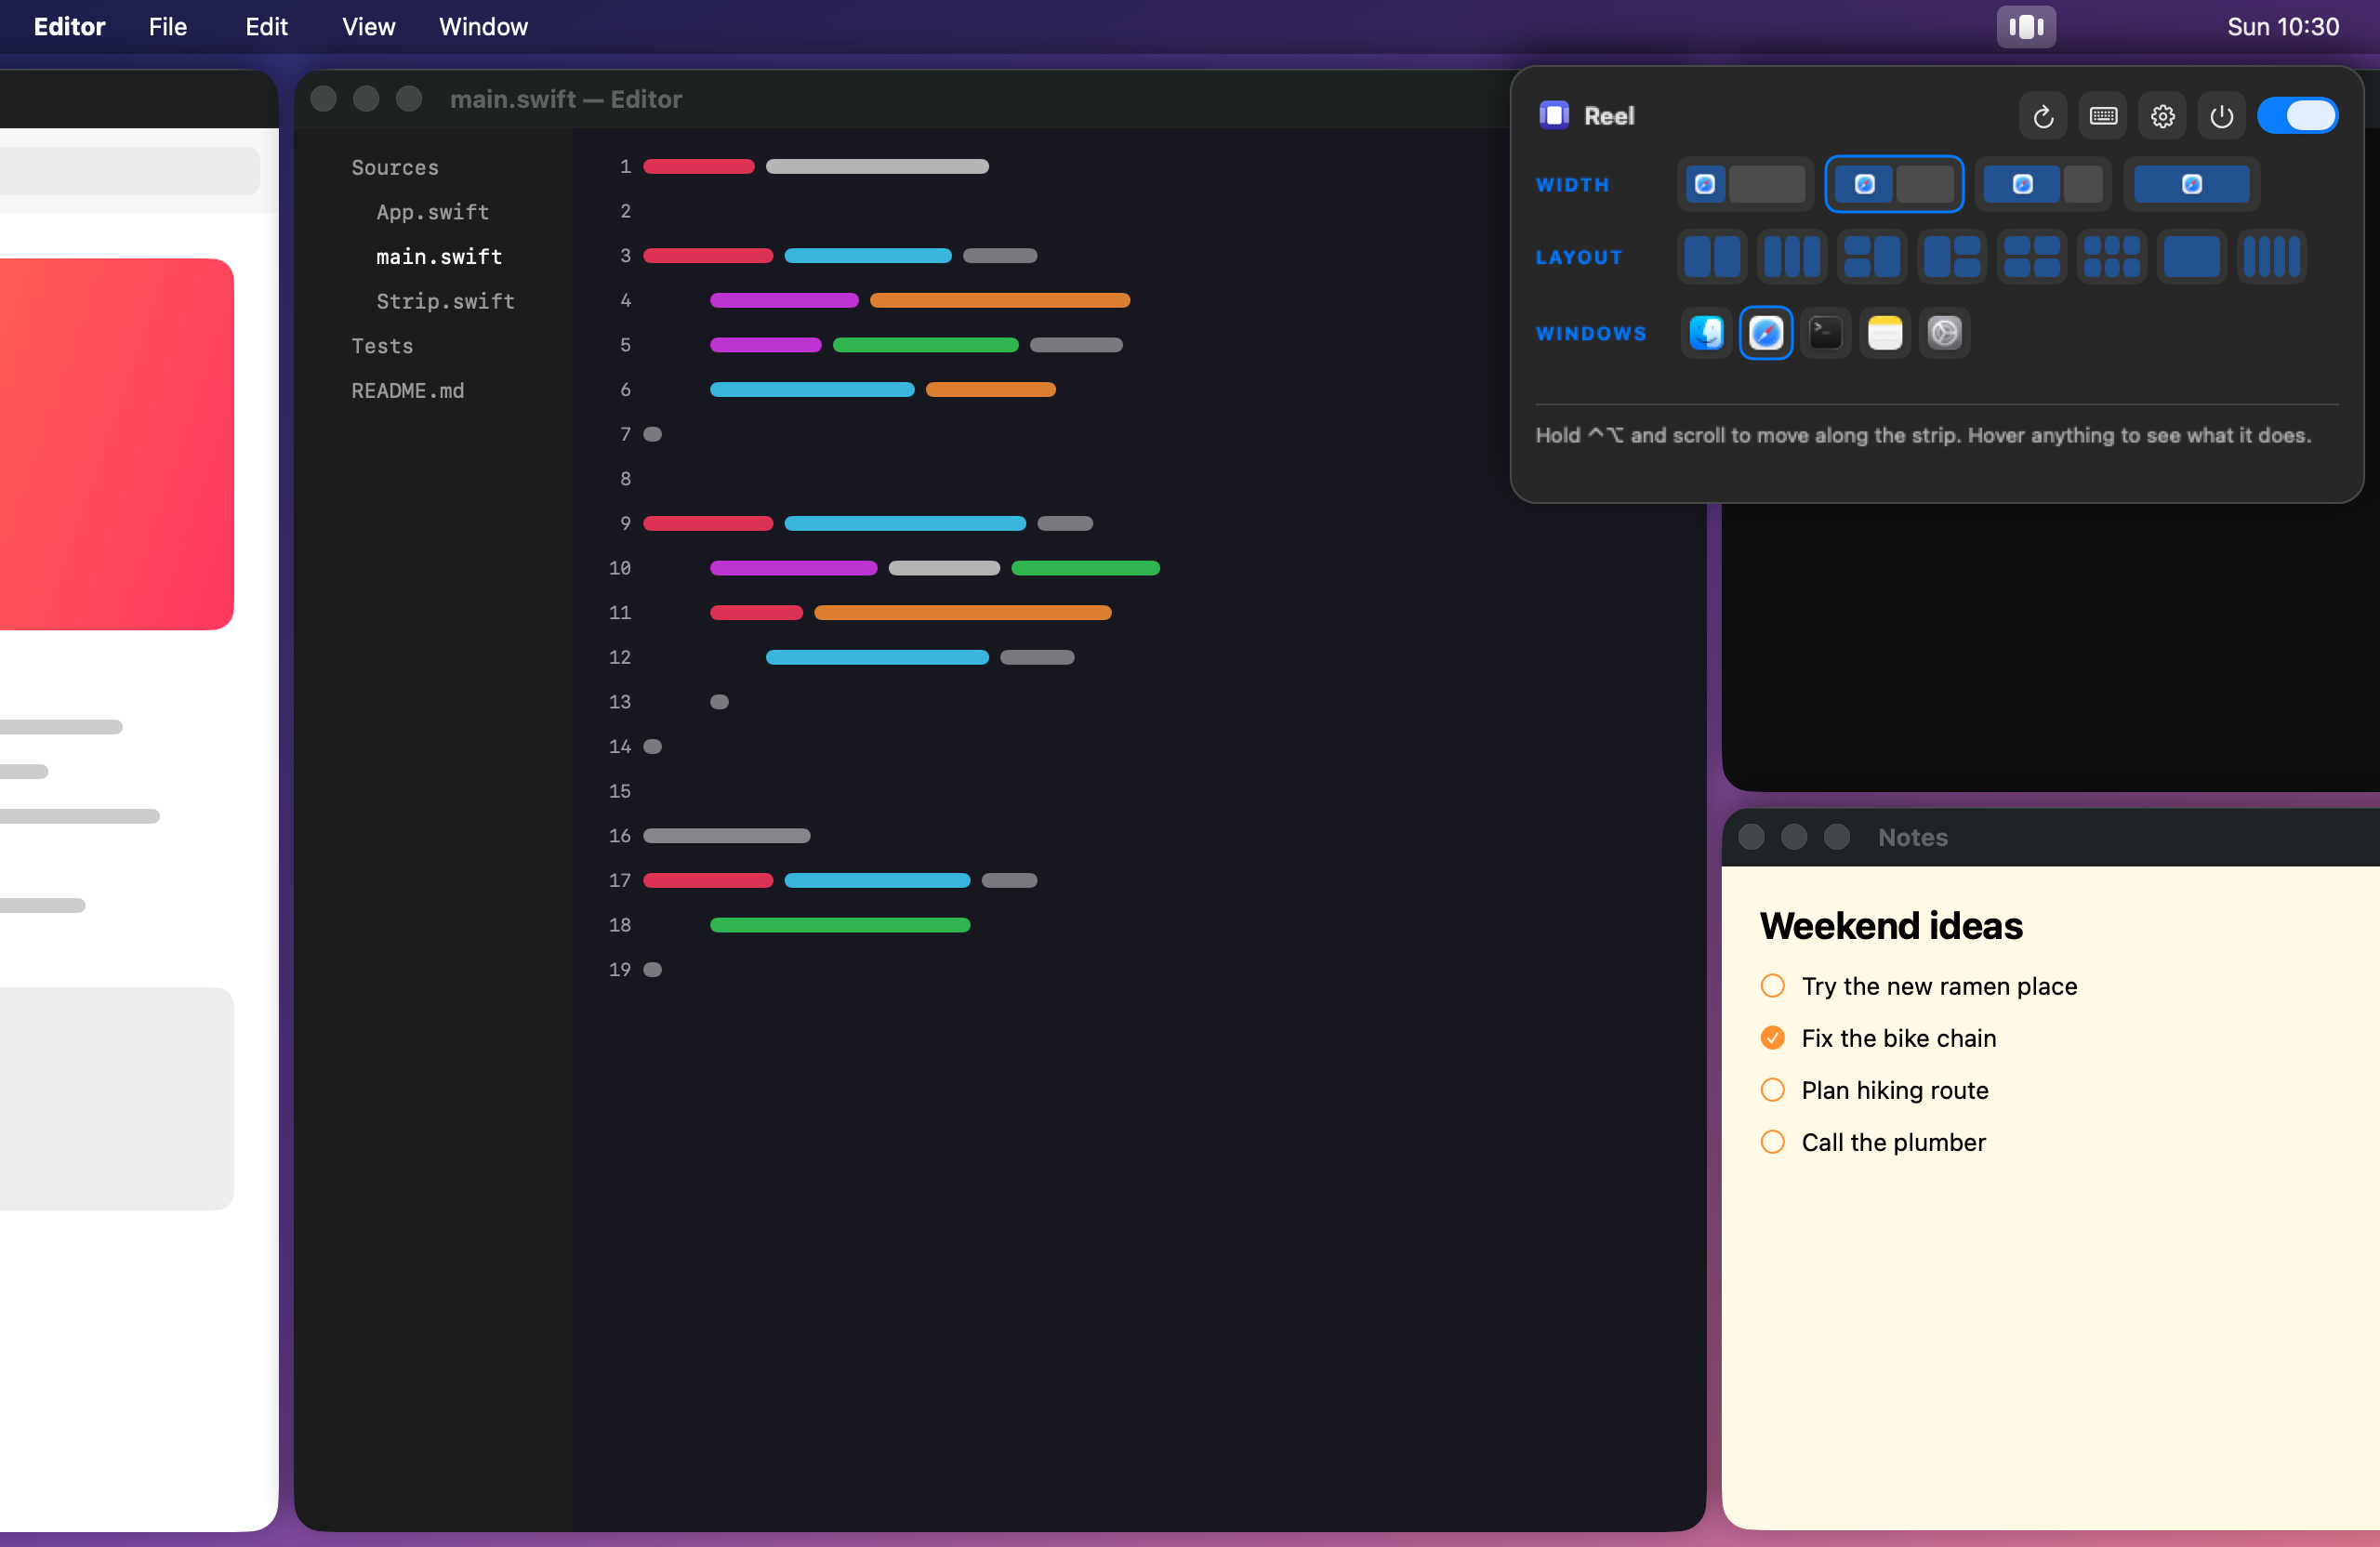 Editor File Edit View Window Sun 10:30
main.swift — Editor
Sources
App.swift
main.swift
Strip.swift
Tests
README.md
1
2
3
4
5
6
7
8
9
10
11
12
13
14
15
16
17
18
19
Reel
WIDTH
LAYOUT
WINDOWS
Hold ⌃⌥ and scroll to move along the strip. Hover anything to see what it does.
Notes
Weekend ideas
Try the new ramen place
Fix the bike chain
Plan hiking route
Call the plumber